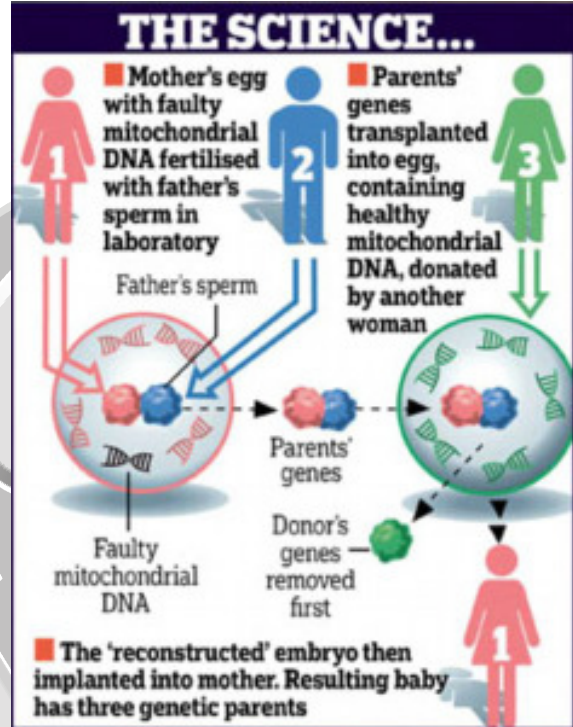 THE SCIENCE...
1
Mother's egg
with faulty
mitochondrial
DNA fertilised
with father's
sperm in
laboratory
2
Parents'
genes
transplanted
into egg,
containing
healthy
mitochondrial
DNA, donated
by another
woman
3
Father's sperm
Parents'
genes
Faulty
mitochondrial
DNA
Donor's
genes
removed
first
1
The 'reconstructed' embryo then
implanted into mother. Resulting baby
has three genetic parents